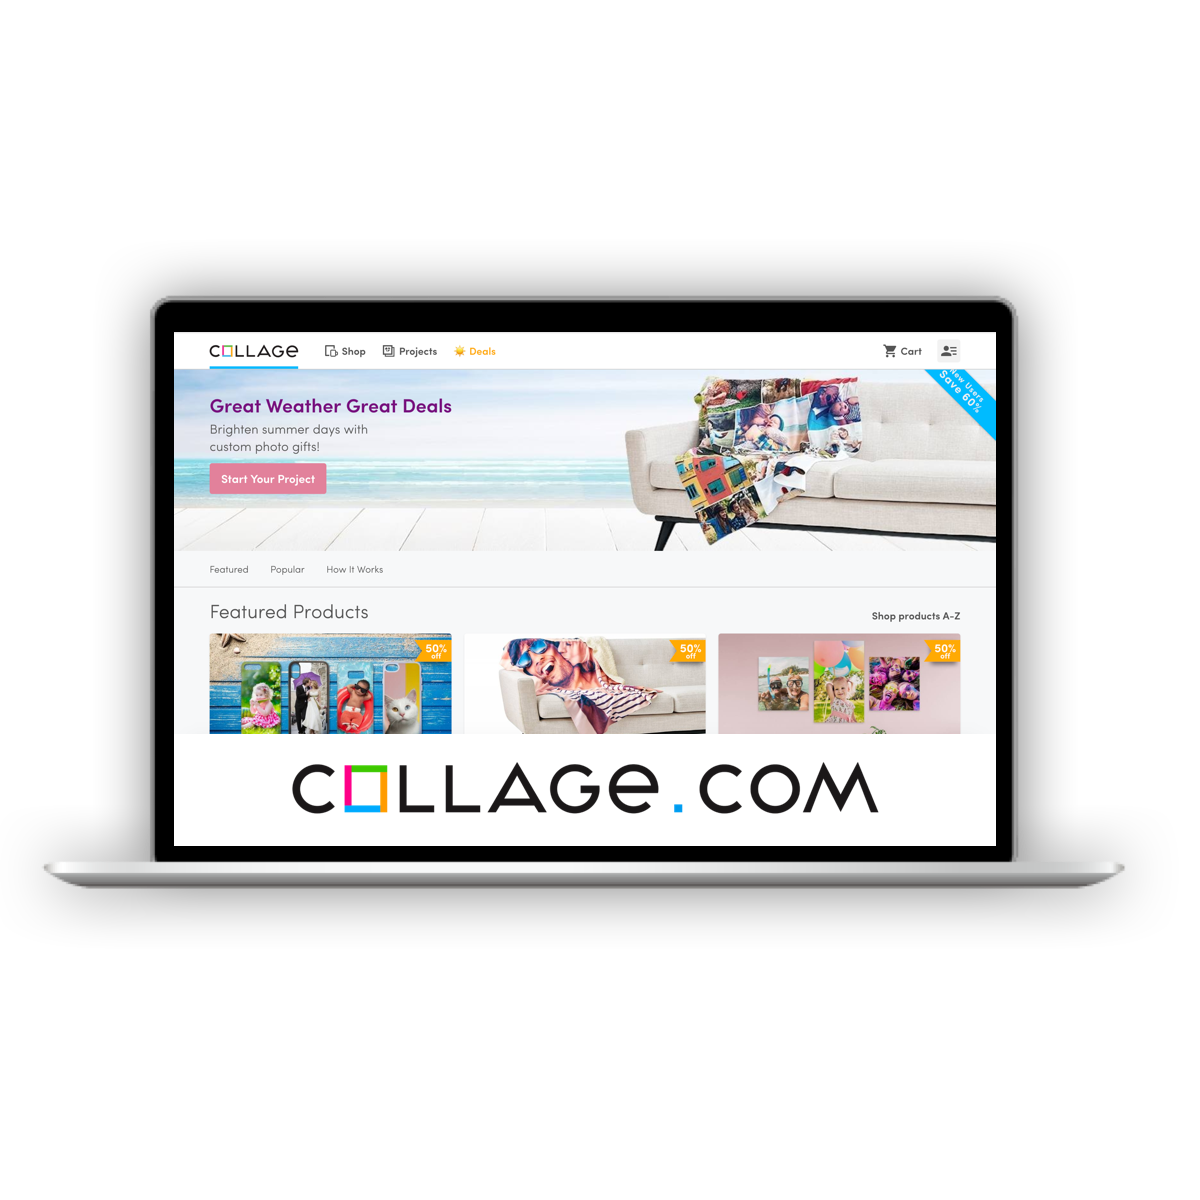 COLLAGE Shop Projects Deals Cart
New Users
Save 60%
Great Weather Great Deals
Brighten summer days with
custom photo gifts!
Start Your Project
Featured Popular How It Works
Featured Products
Shop products A-Z
50%
off
50%
off
50%
off
COLLAGE.COM